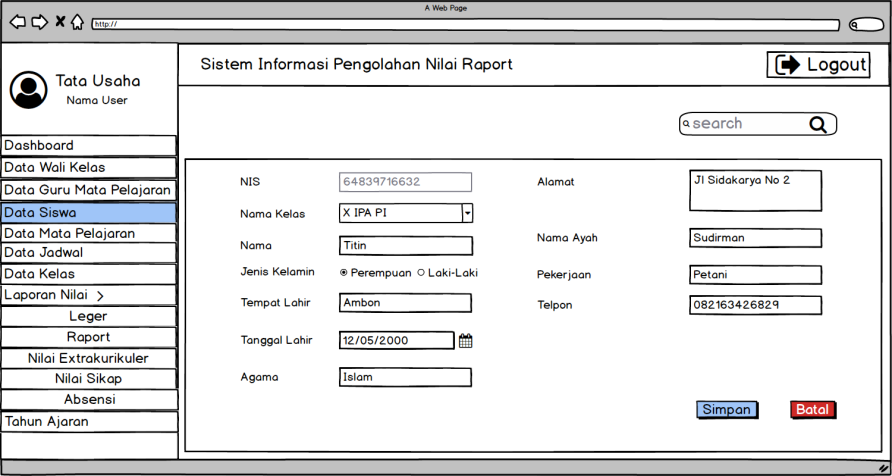 A Web Page
http://
Tata Usaha
Nama User
Sistem Informasi Pengolahan Nilai Raport
Logout
search
Dashboard
Data Wali Kelas
Data Guru Mata Pelajaran
Data Siswa
Data Mata Pelajaran
Data Jadwal
Data Kelas
Laporan Nilai >
Leger
Raport
Nilai Extrakurikuler
Nilai Sikap
Absensi
Tahun Ajaran
NIS 64839716632
Nama Kelas X IPA PI
Nama Titin
Jenis Kelamin Perempuan Laki-Laki
Tempat Lahir Ambon
Tanggal Lahir 12/05/2000
Agama Islam
Alamat Jl Sidakarya No 2
Nama Ayah Sudirman
Pekerjaan Petani
Telpon 082163426829
Simpan Batal